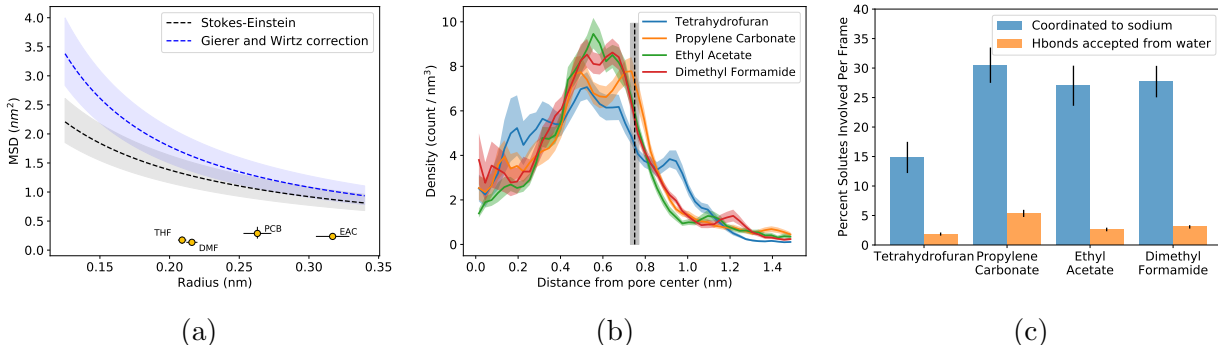 Stokes-Einstein
Gierer and Wirtz correction
MSD (nm²)
4.0
3.5
3.0
2.5
2.0
1.5
1.0
0.5
0.0
THF
DMF
PCB
EAC
0.15
0.20
0.25
0.30
0.35
Radius (nm)
(a)
Tetrahydrofuran
Propylene Carbonate
Ethyl Acetate
Dimethyl Formamide
Density (count / nm³)
10
8
6
4
2
0
0.0
0.2
0.4
0.6
0.8
1.0
1.2
1.4
Distance from pore center (nm)
(b)
Coordinated to sodium
Hbonds accepted from water
Percent Solutes Involved Per Frame
35
30
25
20
15
10
5
0
Tetrahydrofuran
Propylene
Carbonate
Ethyl
Acetate
Dimethyl
Formamide
(c)